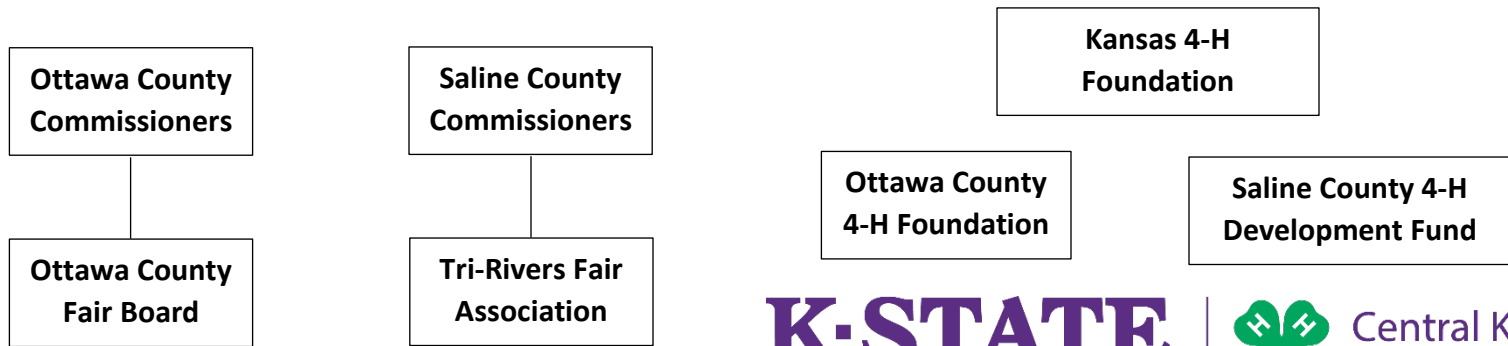 Ottawa County
Commissioners
Saline County
Commissioners
Kansas 4-H
Foundation
Ottawa County
4-H Foundation
Saline County 4-H
Development Fund
Ottawa County
Fair Board
Tri-Rivers Fair
Association
K-STATE
H H
Central K